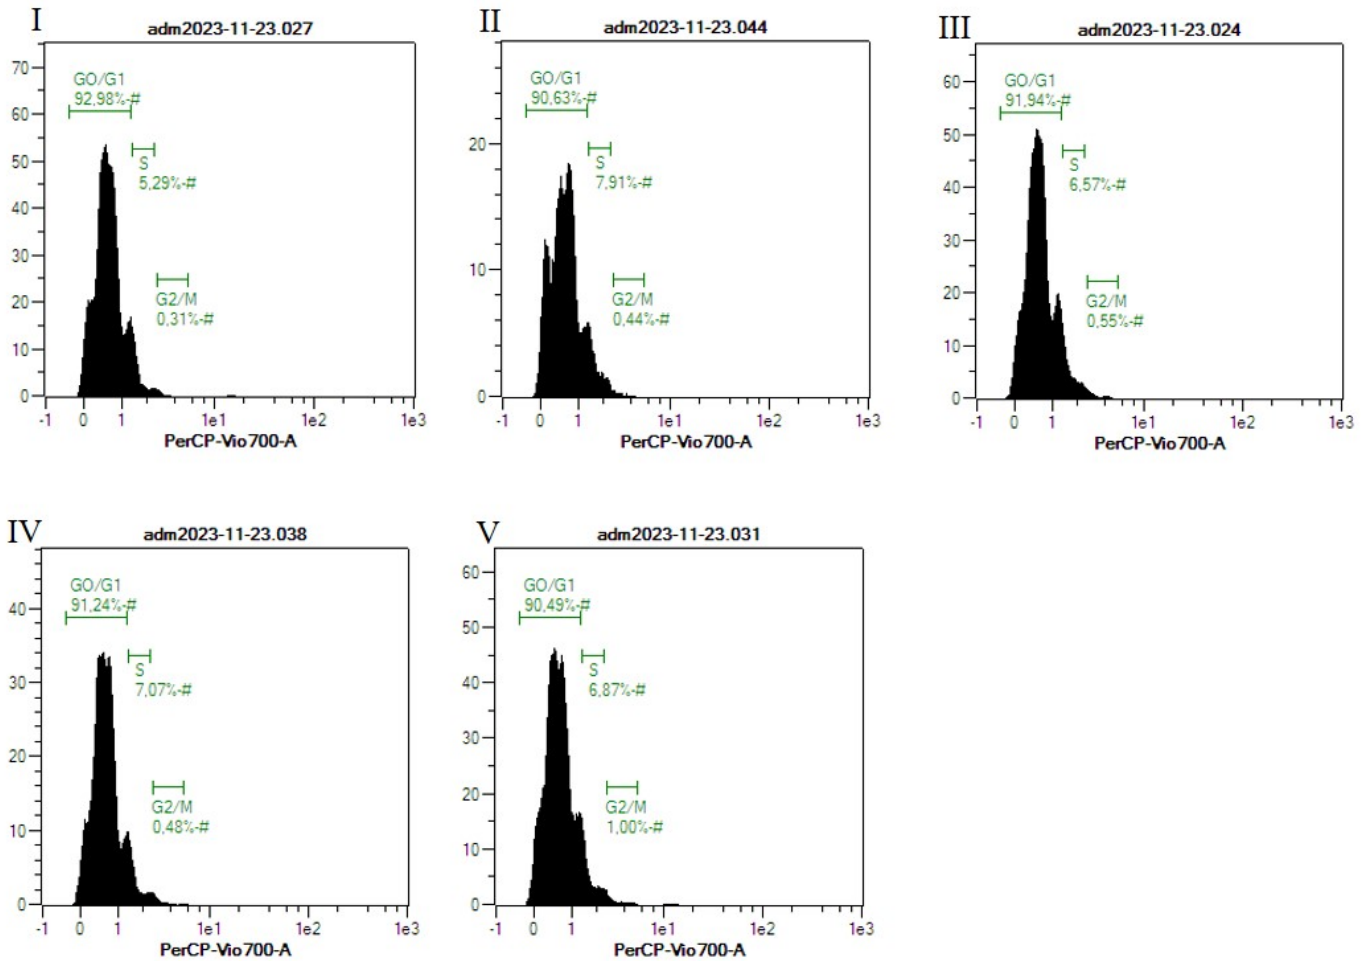 I
adm2023-11-23.027
70
60
50
40
30
20
10
0
GO/G1
92,98%-#
S
5,29%-#
G2/M
0,31%-#
-1 0 1 1e1 1e2 1e3
PerCP-Vio700-A
II
adm2023-11-23.044
20
10
0
GO/G1
90,63%-#
S
7,91%-#
G2/M
0,44%-#
-1 0 1 1e1 1e2 1e3
PerCP-Vio700-A
III
adm2023-11-23.024
60
50
40
30
20
10
0
GO/G1
91,94%-#
S
6,57%-#
G2/M
0,55%-#
-1 0 1 1e1 1e2 1e3
PerCP-Vio700-A
IV
adm2023-11-23.038
40
30
20
10
0
GO/G1
91,24%-#
S
7,07%-#
G2/M
0,48%-#
-1 0 1 1e1 1e2 1e3
PerCP-Vio700-A
V
adm2023-11-23.031
60
50
40
30
20
10
0
GO/G1
90,49%-#
S
6,87%-#
G2/M
1,00%-#
-1 0 1 1e1 1e2 1e3
PerCP-Vio700-A